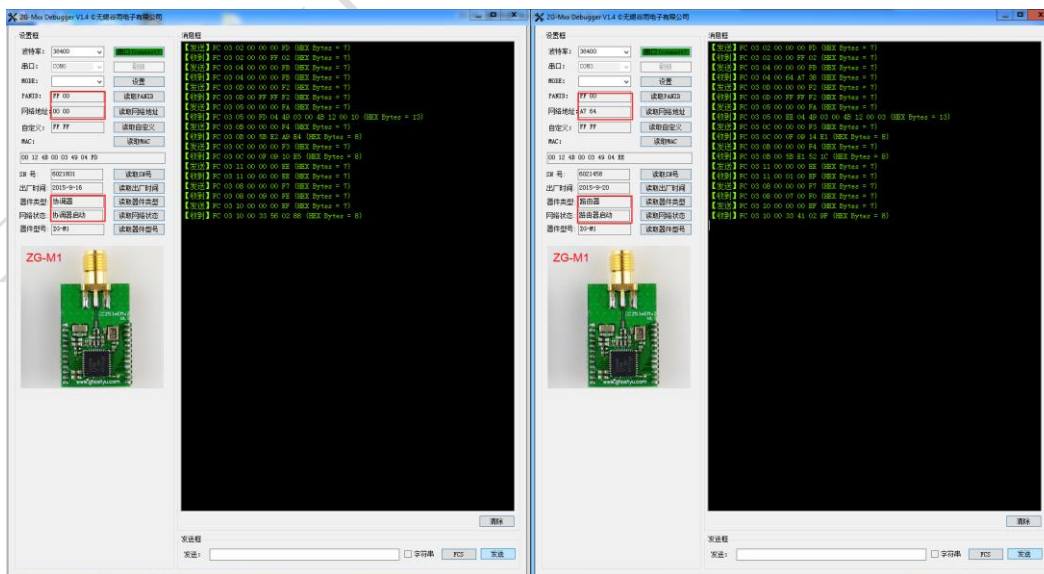 ZG-Mxx Debugger V1.4 ©无锡谷雨电子有限公司
设置框
波特率: 38400
串口: COM5
MODE: 设置
PANID: FF 00 读取PANID
网络地址: 00 00 读取网络地址
自定义: FF FF 读取自定义
MAC: 读取MAC
00 12 4B 00 03 49 04 FD
SN 号: 6021801 读取SN号
出厂时间: 2015-9-16 读取出厂时间
器件类型: 协调器 读取器件类型
网络状态: 协调器启动 读取网络状态
器件型号: ZG-M1 读取器件型号
ZG-M1
www.ghostyu.com
消息框
【发送】FC 03 02 00 00 00 FD (HEX Bytes = 7)
【收到】FC 03 02 00 00 FF 02 (HEX Bytes = 7)
【发送】FC 03 04 00 00 00 FB (HEX Bytes = 7)
【收到】FC 03 04 00 00 00 FB (HEX Bytes = 7)
【发送】FC 03 0D 00 00 00 F2 (HEX Bytes = 7)
【收到】FC 03 0D 00 FF FF F2 (HEX Bytes = 7)
【发送】FC 03 05 00 00 00 FA (HEX Bytes = 7)
【收到】FC 03 05 00 FD 04 49 03 00 4B 12 00 10 (HEX Bytes = 13)
【发送】FC 03 0B 00 00 00 F4 (HEX Bytes = 7)
【收到】FC 03 0B 00 5B E2 A9 E4 (HEX Bytes = 8)
【发送】FC 03 0C 00 00 00 F3 (HEX Bytes = 7)
【收到】FC 03 0C 00 0F 09 10 E5 (HEX Bytes = 8)
【发送】FC 03 11 00 00 00 EE (HEX Bytes = 7)
【收到】FC 03 11 00 00 00 EE (HEX Bytes = 7)
【发送】FC 03 08 00 00 00 F7 (HEX Bytes = 7)
【收到】FC 03 08 00 09 00 FE (HEX Bytes = 7)
【发送】FC 03 10 00 00 00 EF (HEX Bytes = 7)
【收到】FC 03 10 00 33 56 02 88 (HEX Bytes = 8)
清除
发送框
发送: 字符串 FCS 发送
ZG-Mxx Debugger V1.4 ©无锡谷雨电子有限公司
设置框
波特率: 38400
MODE: 设置
PANID: FF 00 读取PANID
网络地址: A7 64 读取网络地址
自定义: FF FF 读取自定义
MAC: 读取MAC
00 12 4B 00 03 49 04 EE
SN 号: 6021458 读取SN号
出厂时间: 2015-9-20 读取出厂时间
器件类型: 路由器 读取器件类型
网络状态: 路由器启动 读取网络状态
器件型号: ZG-M1 读取器件型号
ZG-M1
www.ghostyu.com
消息框
【发送】FC 03 02 00 00 00 FD (HEX Bytes = 7)
【收到】FC 03 02 00 00 FF 02 (HEX Bytes = 7)
【发送】FC 03 04 00 00 00 FB (HEX Bytes = 7)
【收到】FC 03 04 00 64 A7 38 (HEX Bytes = 7)
【发送】FC 03 0D 00 00 00 F2 (HEX Bytes = 7)
【收到】FC 03 0D 00 FF FF F2 (HEX Bytes = 7)
【发送】FC 03 05 00 00 00 FA (HEX Bytes = 7)
【收到】FC 03 05 00 EE 04 49 03 00 4B 12 00 03 (HEX Bytes = 13)
【发送】FC 03 0C 00 00 00 F3 (HEX Bytes = 7)
【发送】FC 03 0B 00 00 00 F4 (HEX Bytes = 7)
【收到】FC 03 0B 00 5B E1 52 1C (HEX Bytes = 8)
【收到】FC 03 0C 00 0F 09 14 E1 (HEX Bytes = 8)
【发送】FC 03 11 00 00 00 EE (HEX Bytes = 7)
【收到】FC 03 11 00 01 00 EF (HEX Bytes = 7)
【发送】FC 03 08 00 00 00 F7 (HEX Bytes = 7)
【收到】FC 03 08 00 07 00 F0 (HEX Bytes = 7)
【发送】FC 03 10 00 00 00 EF (HEX Bytes = 7)
【收到】FC 03 10 00 33 41 02 9F (HEX Bytes = 8)
清除
发送框
发送: 字符串 FCS 发送